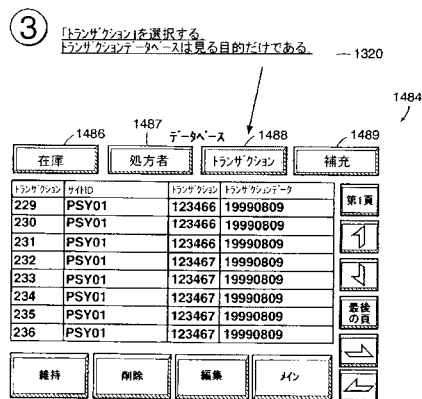 3
「トランザクション」を選択する。
トランザクションデータベースは見る目的だけである。
1320
1484
1486
1487
データベース
1488
1489
在庫
処方者
トランザクション
補充
トランザクション サイトID トランザクション トランザクションデータ
229 PSY01 123466 19990809
230 PSY01 123466 19990809
231 PSY01 123466 19990809
232 PSY01 123467 19990809
233 PSY01 123467 19990809
234 PSY01 123467 19990809
235 PSY01 123467 19990809
236 PSY01 123467 19990809
第1頁
最後
の頁
維持
削除
編集
メイン